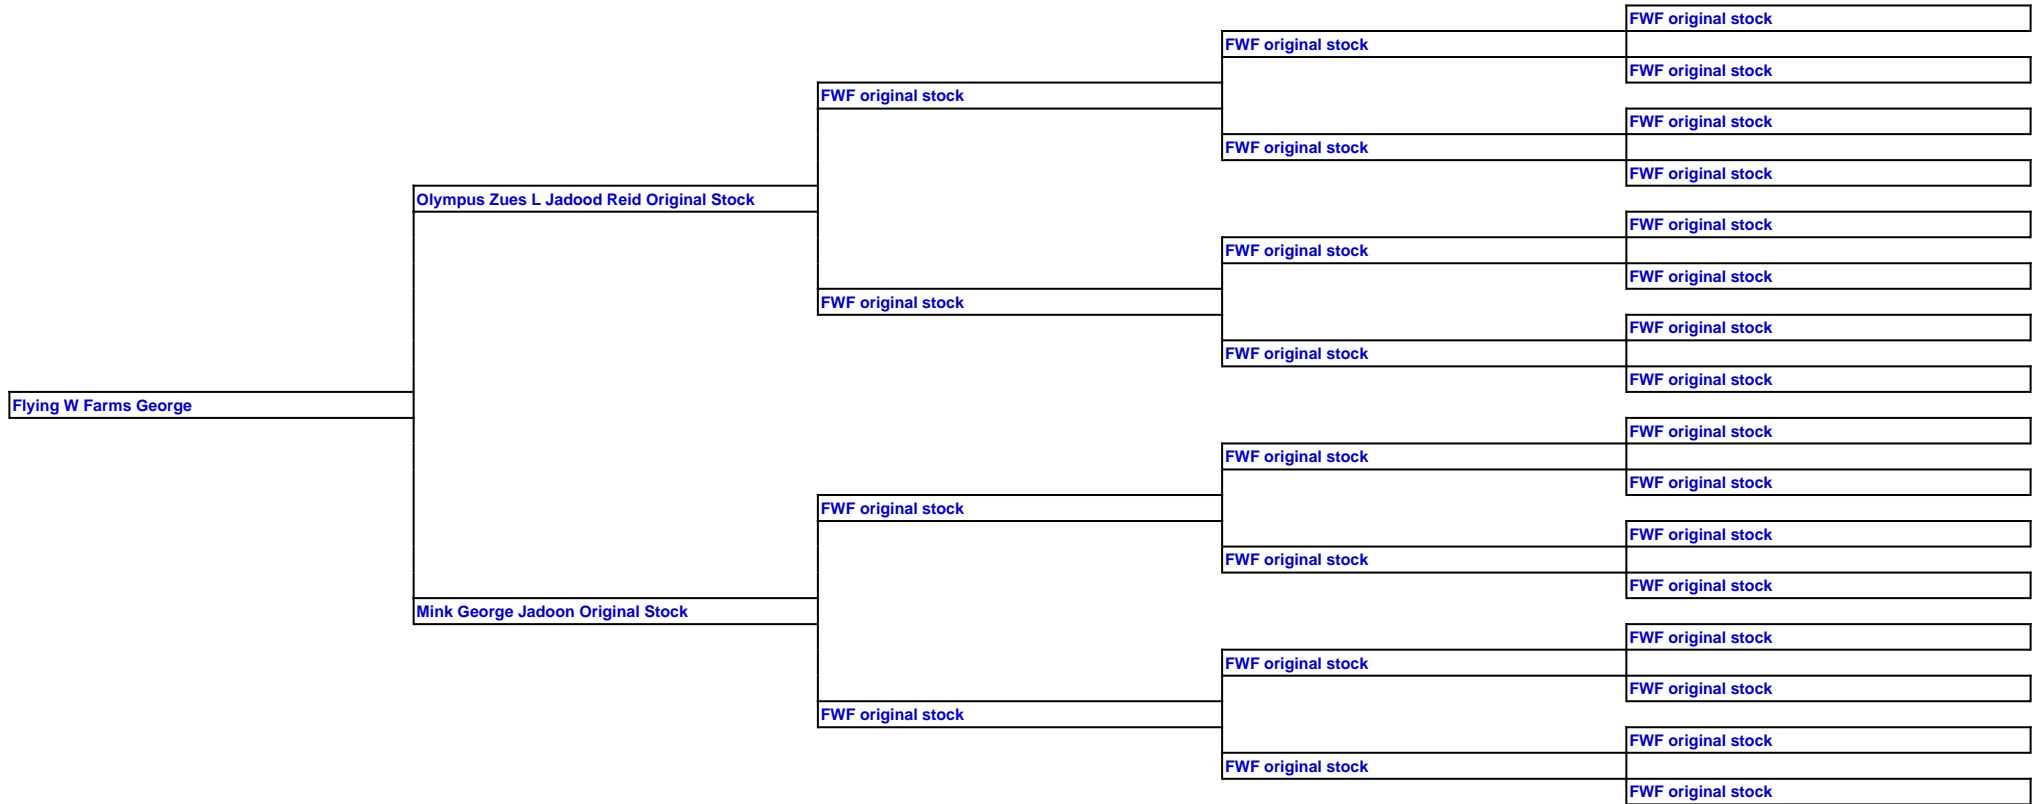 FWF original stock
FWF original stock
FWF original stock
FWF original stock
FWF original stock
FWF original stock
FWF original stock
Olympus Zues L Jadood Reid Original Stock
FWF original stock
FWF original stock
FWF original stock
FWF original stock
FWF original stock
FWF original stock
FWF original stock
Flying W Farms George
FWF original stock
FWF original stock
FWF original stock
FWF original stock
FWF original stock
FWF original stock
FWF original stock
Mink George Jadoon Original Stock
FWF original stock
FWF original stock
FWF original stock
FWF original stock
FWF original stock
FWF original stock
FWF original stock